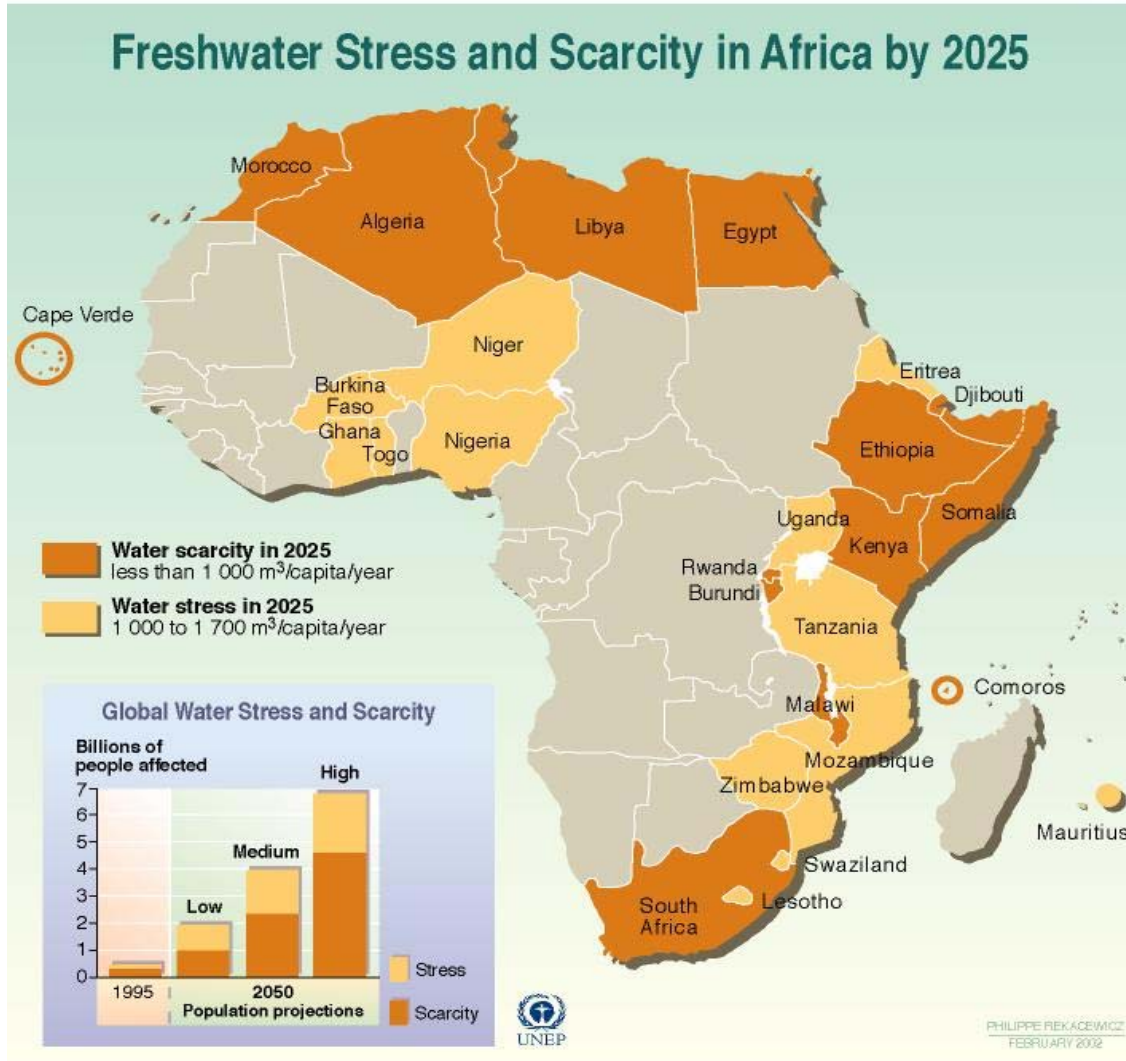 Freshwater Stress and Scarcity in Africa by 2025
Morocco
Algeria
Libya
Egypt
Cape Verde
Niger
Burkina
Faso
Ghana
Togo
Nigeria
Eritrea
Djibouti
Ethiopia
Somalia
Uganda
Kenya
Rwanda
Burundi
Tanzania
Comoros
Malawi
Mozambique
Zimbabwe
Mauritius
Swaziland
Lesotho
South
Africa
Water scarcity in 2025
less than 1 000 m³/capita/year
Water stress in 2025
1 000 to 1 700 m³/capita/year
Global Water Stress and Scarcity
Billions of
people affected
7
6
5
4
3
2
1
0
Low
Medium
High
1995
2050
Population projections
Stress
Scarcity
UNEP
PHILIPPE REKACEWICZ
FEBRUARY 2002